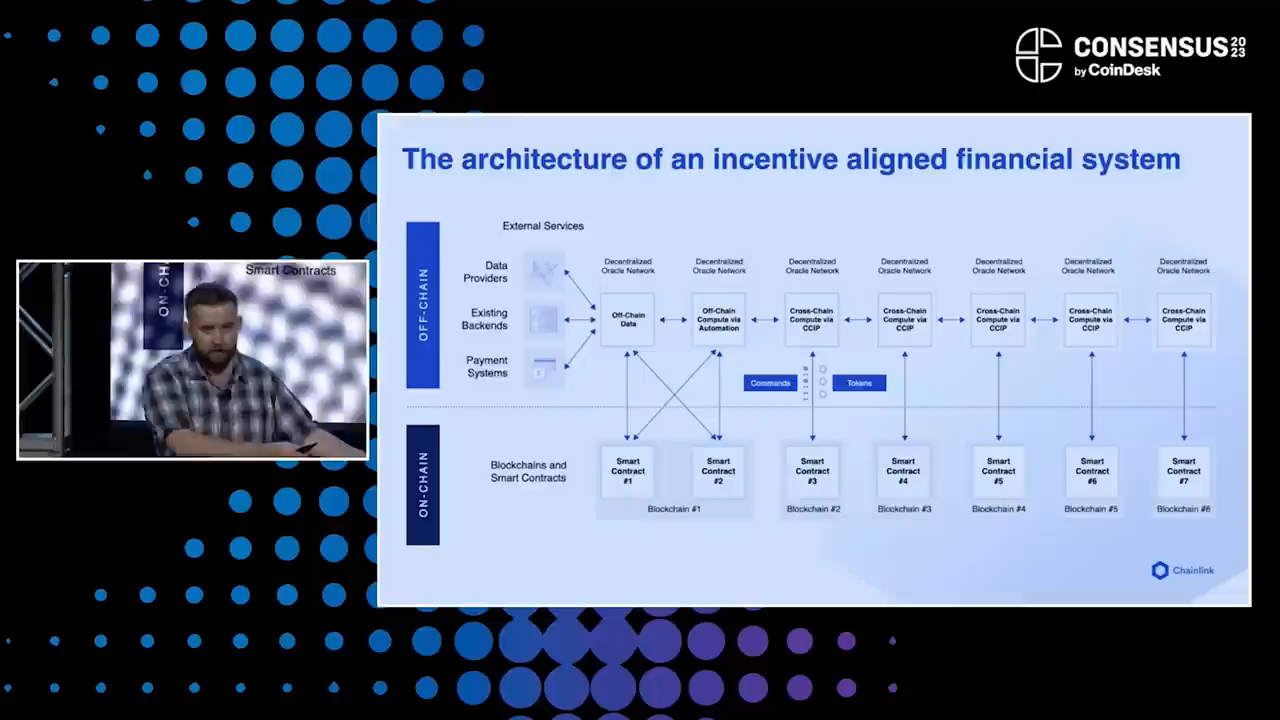 CONSENSUS 20
23
by CoinDesk
The architecture of an incentive aligned financial system
OFF-CHAIN
External Services
Data
Providers
Existing
Backends
Payment
Systems
Decentralized
Oracle Network
Decentralized
Oracle Network
Decentralized
Oracle Network
Decentralized
Oracle Network
Decentralized
Oracle Network
Decentralized
Oracle Network
Decentralized
Oracle Network
Off-Chain
Data
Off-Chain
Compute via
Automation
Cross-Chain
Compute via
CCIP
Cross-Chain
Compute via
CCIP
Cross-Chain
Compute via
CCIP
Cross-Chain
Compute via
CCIP
Cross-Chain
Compute via
CCIP
Commands
Tokens
ON-CHAIN
Blockchains and
Smart Contracts
Smart
Contract
#1
Smart
Contract
#2
Smart
Contract
#3
Smart
Contract
#4
Smart
Contract
#5
Smart
Contract
#6
Smart
Contract
#7
Blockchain #1
Blockchain #2
Blockchain #3
Blockchain #4
Blockchain #5
Blockchain #6
Chainlink
Smart Contracts
ON-CH